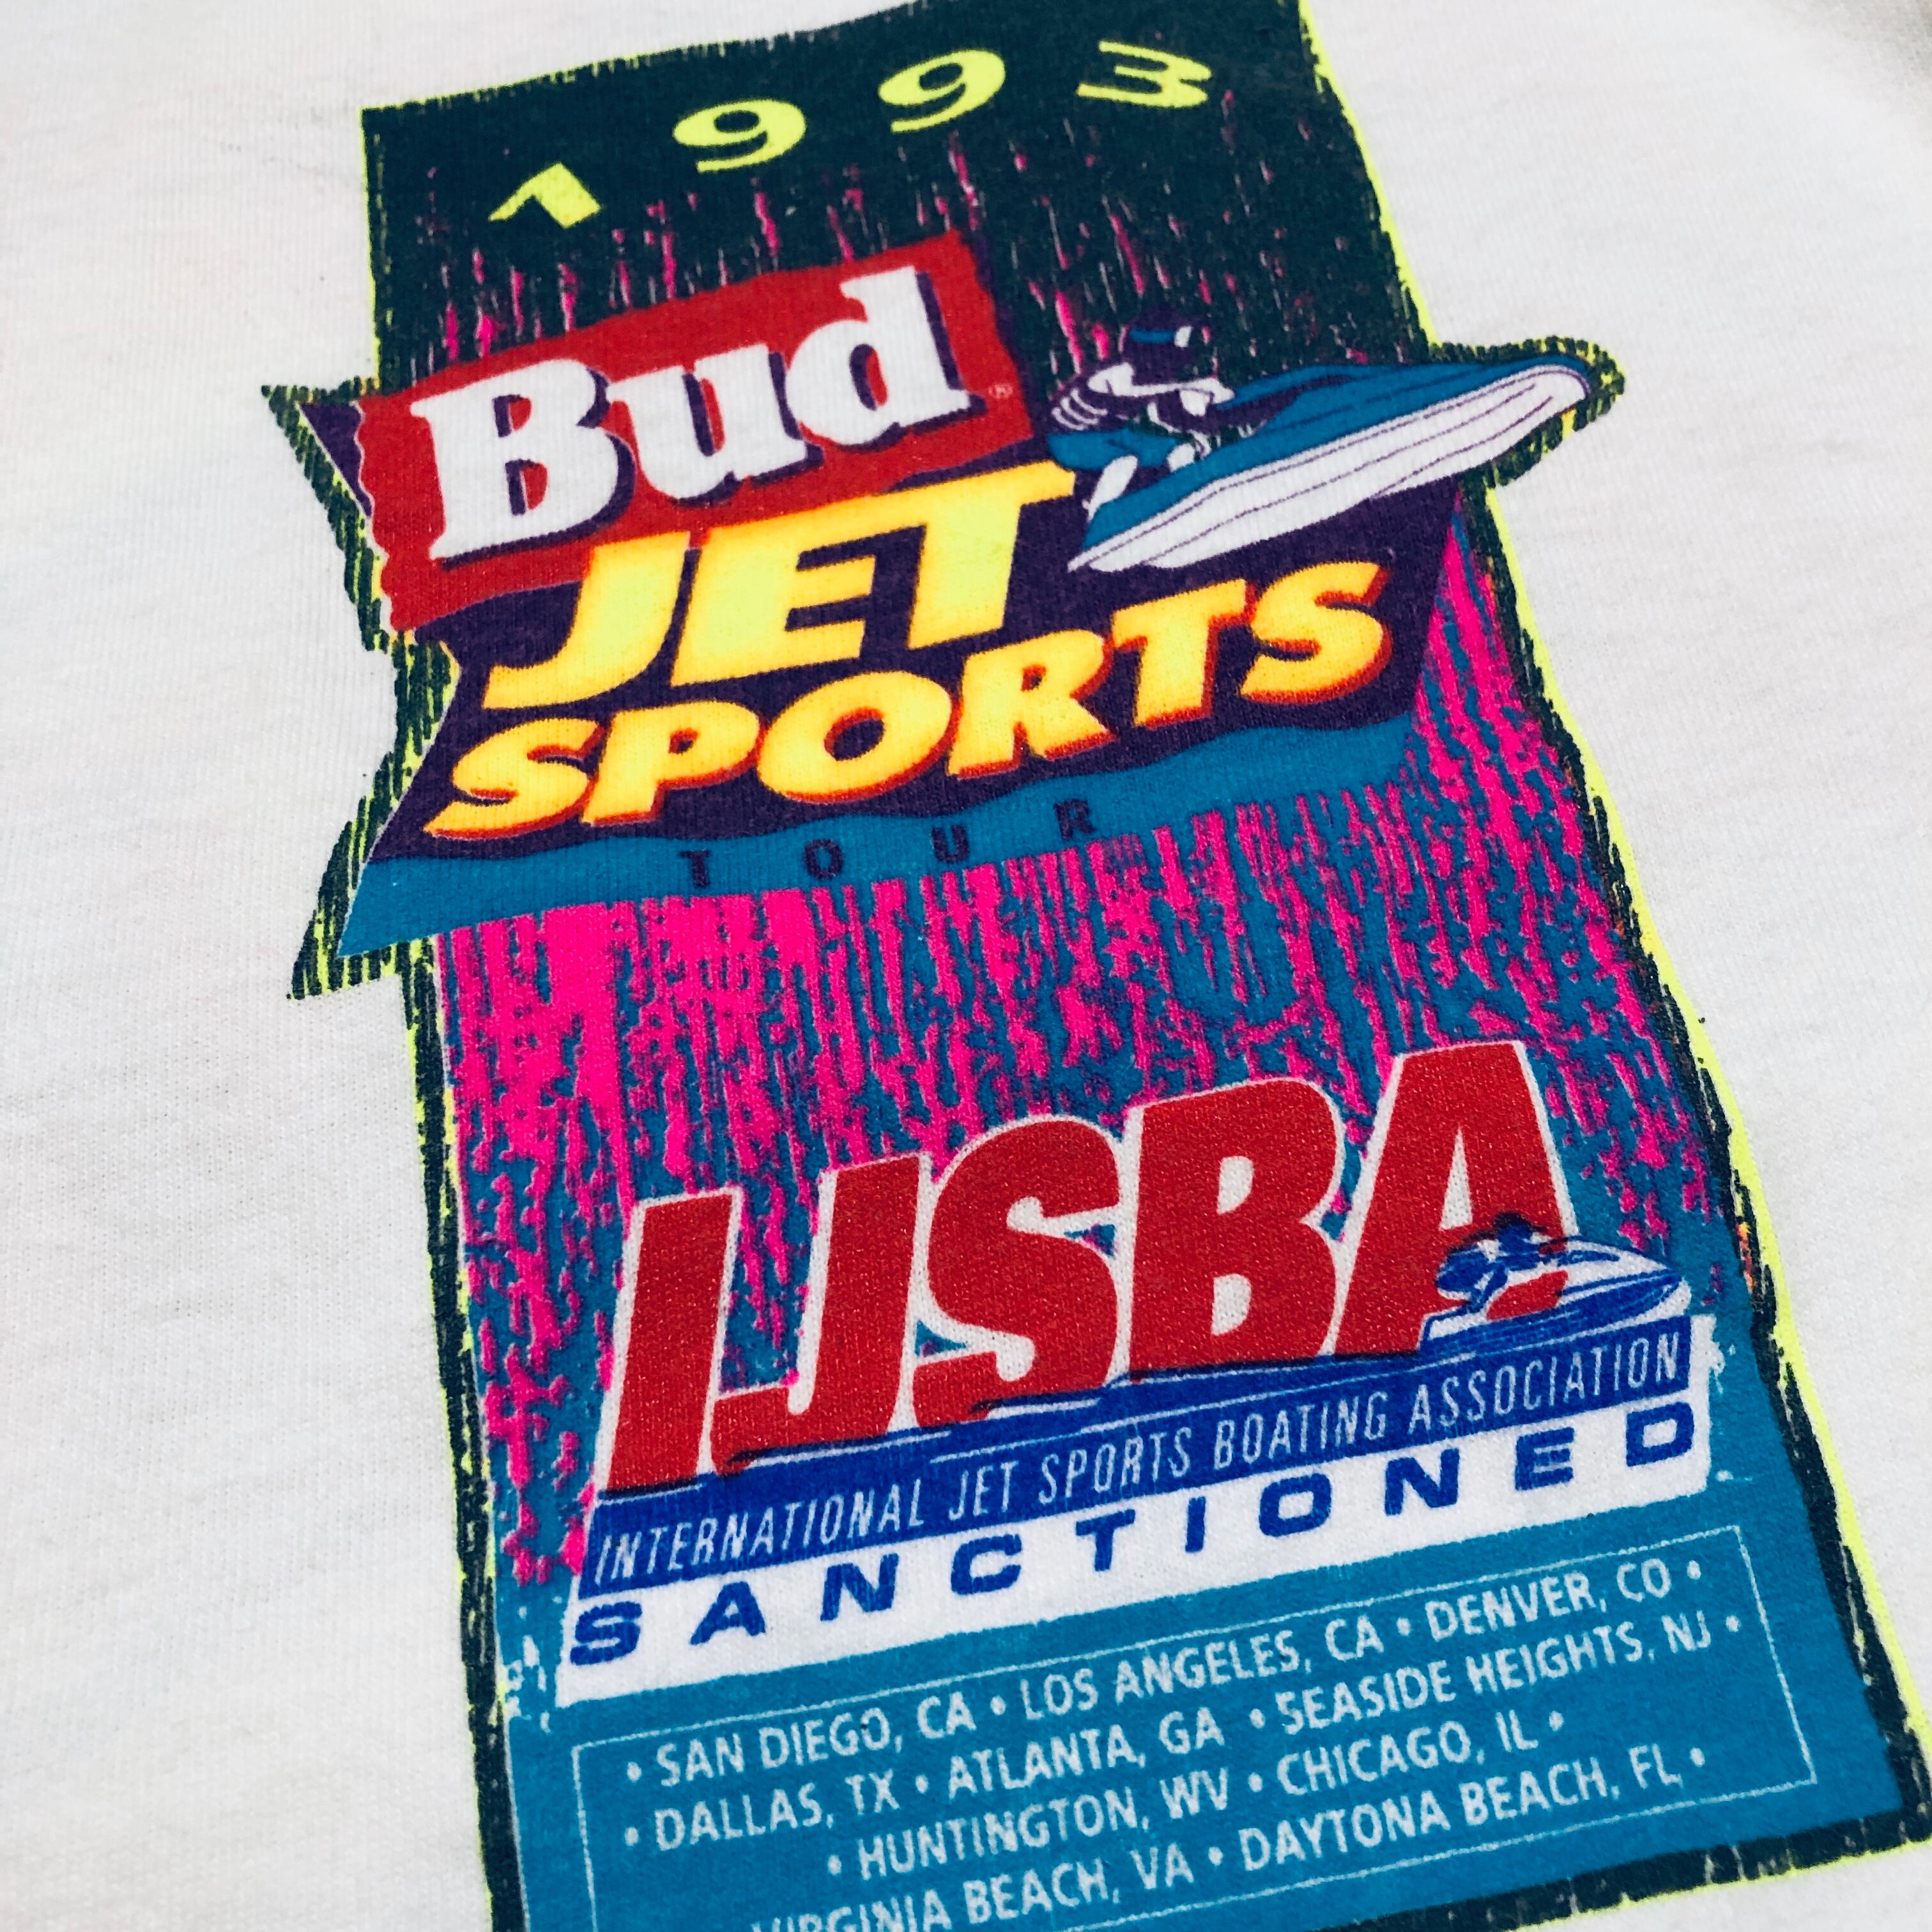 1993
Bud®
JET
SPORTS
TOUR
IJSBA
INTERNATIONAL JET SPORTS BOATING ASSOCIATION
SANCTIONED
• SAN DIEGO, CA • LOS ANGELES, CA • DENVER, CO •
• DALLAS, TX • ATLANTA, GA • SEASIDE HEIGHTS, NJ •
• HUNTINGTON, WV • CHICAGO, IL •
VIRGINIA BEACH, VA • DAYTONA BEACH, FL •